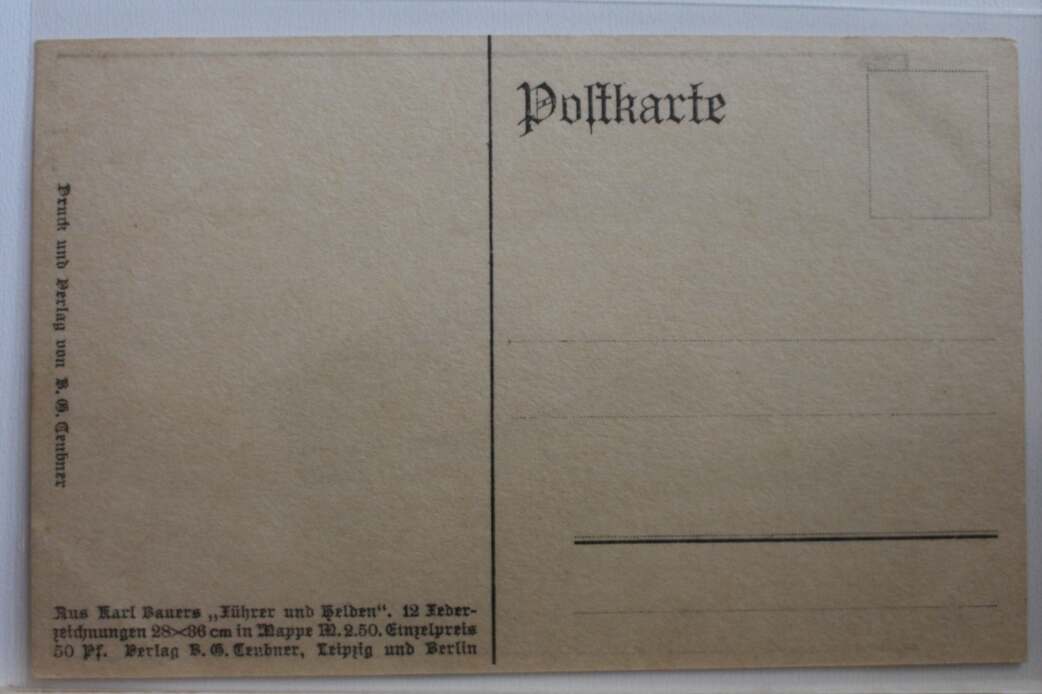 Postkarte
Druck und Verlag von B. G. Teubner
Aus Karl Bauers „Führer und Helden“. 12 Feder-
zeichnungen 28×36 cm in Mappe M. 2.50. Einzelpreis
50 Pf. Verlag B. G. Teubner, Leipzig und Berlin